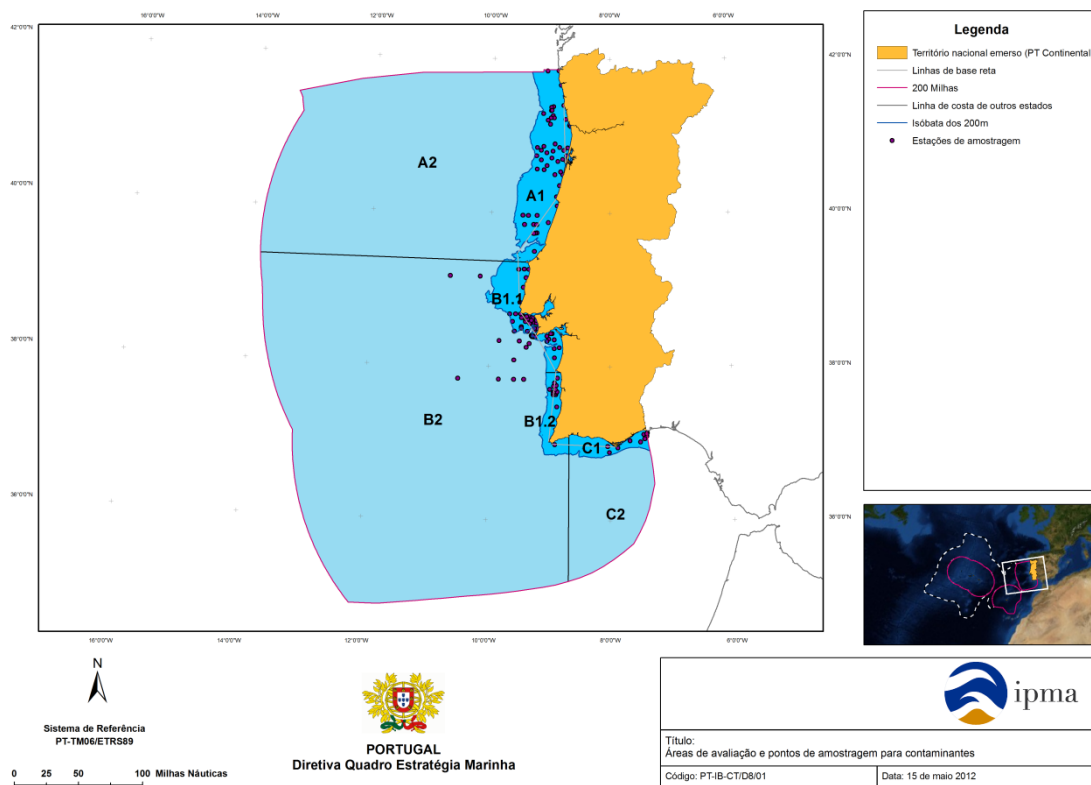 16°0'0"W
14°0'0"W
12°0'0"W
10°0'0"W
8°0'0"W
42°0'0"N
42°0'0"N
A2
40°0'0"N
40°0'0"N
A1
B1.1
38°0'0"N
38°0'0"N
B2
B1.2
C1
36°0'0"N
36°0'0"N
C2
16°0'0"W
14°0'0"W
12°0'0"W
10°0'0"W
8°0'0"W
6°0'0"W
Legenda
Território nacional emerso (PT Continental
Linhas de base reta
200 Milhas
Linha de costa de outros estados
Isóbata dos 200m
Estações de amostragem
N
Sistema de Referência
PT-TM06/ETRS89
0 25 50 100 Milhas Náuticas
PORTUGAL
Diretiva Quadro Estratégia Marinha
ipma
Título:
Áreas de avaliação e pontos de amostragem para contaminantes
Código: PT-IB-CT/D8/01
Data: 15 de maio 2012